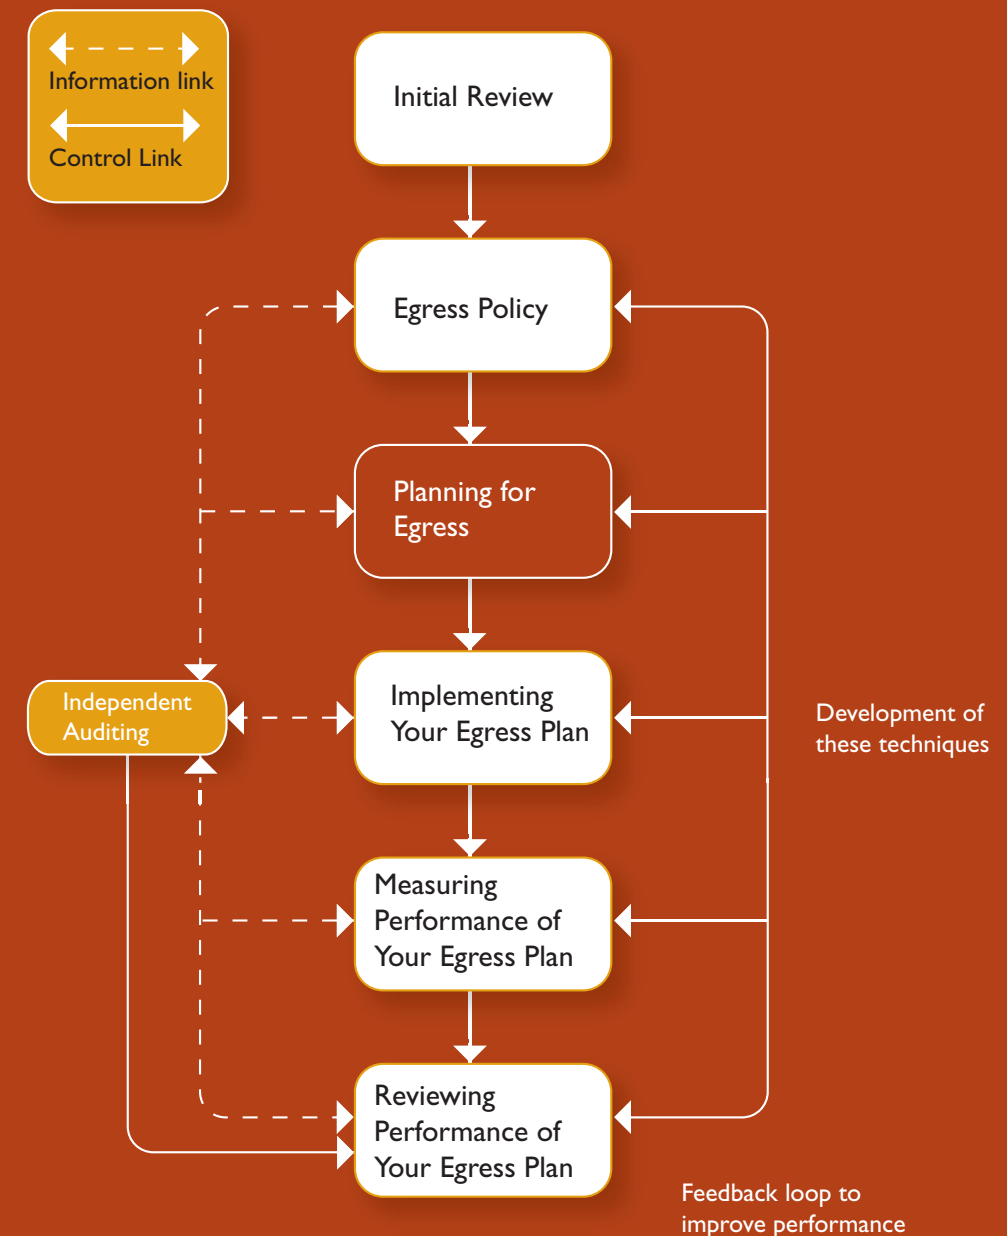 Information link
Control Link
Initial Review
Egress Policy
Planning for
Egress
Independent
Auditing
Implementing
Your Egress Plan
Development of
these techniques
Measuring
Performance of
Your Egress Plan
Reviewing
Performance of
Your Egress Plan
Feedback loop to
improve performance